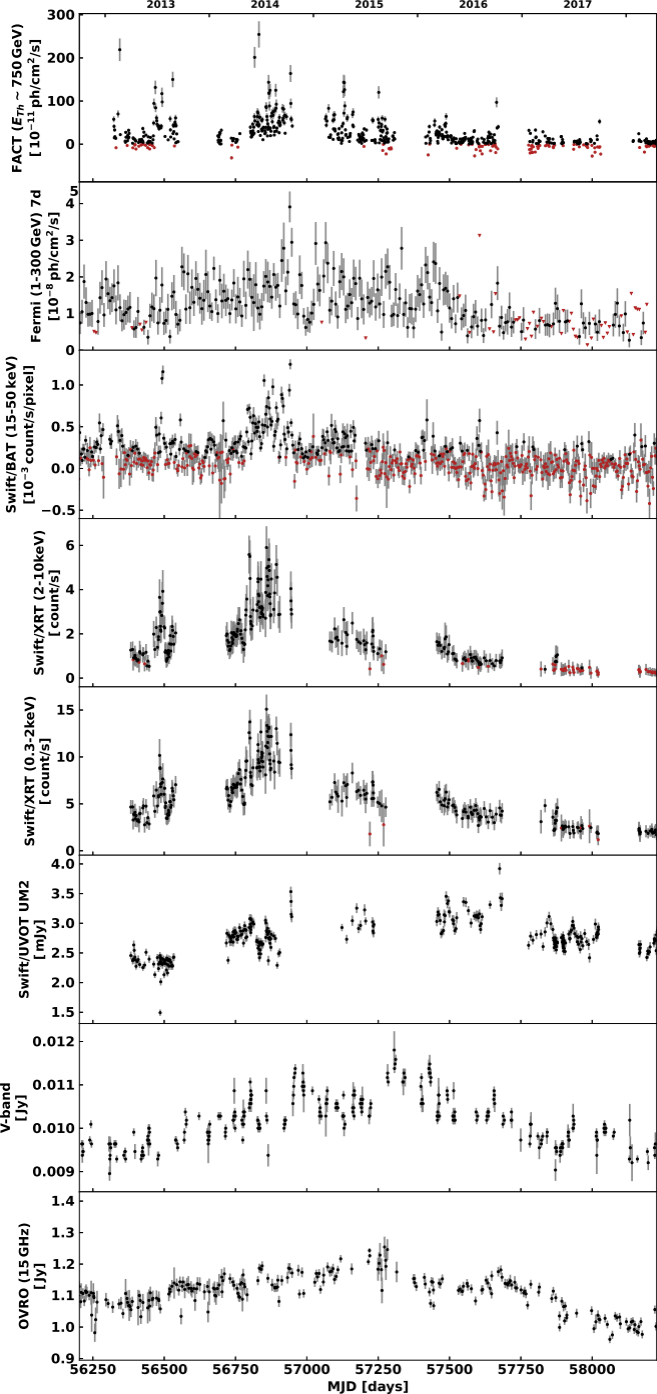 2013 2014 2015 2016 2017
FACT (E_Th ~ 750 GeV)
[10⁻¹¹ ph/cm²/s]
300
200
100
0
Fermi (1-300 GeV) 7d
[10⁻⁸ ph/cm²/s]
5
4
3
2
1
0
Swift/BAT (15-50 keV)
[10⁻³ count/s/pixel]
1.0
0.5
0.0
−0.5
Swift/XRT (2-10keV)
[count/s]
6
4
2
0
Swift/XRT (0.3-2keV)
[count/s]
15
10
5
0
Swift/UVOT UM2
[mJy]
4.0
3.5
3.0
2.5
2.0
1.5
V-band
[Jy]
0.012
0.011
0.010
0.009
OVRO (15 GHz)
[Jy]
1.4
1.3
1.2
1.1
1.0
0.9
56250 56500 56750 57000 57250 57500 57750 58000
MJD [days]